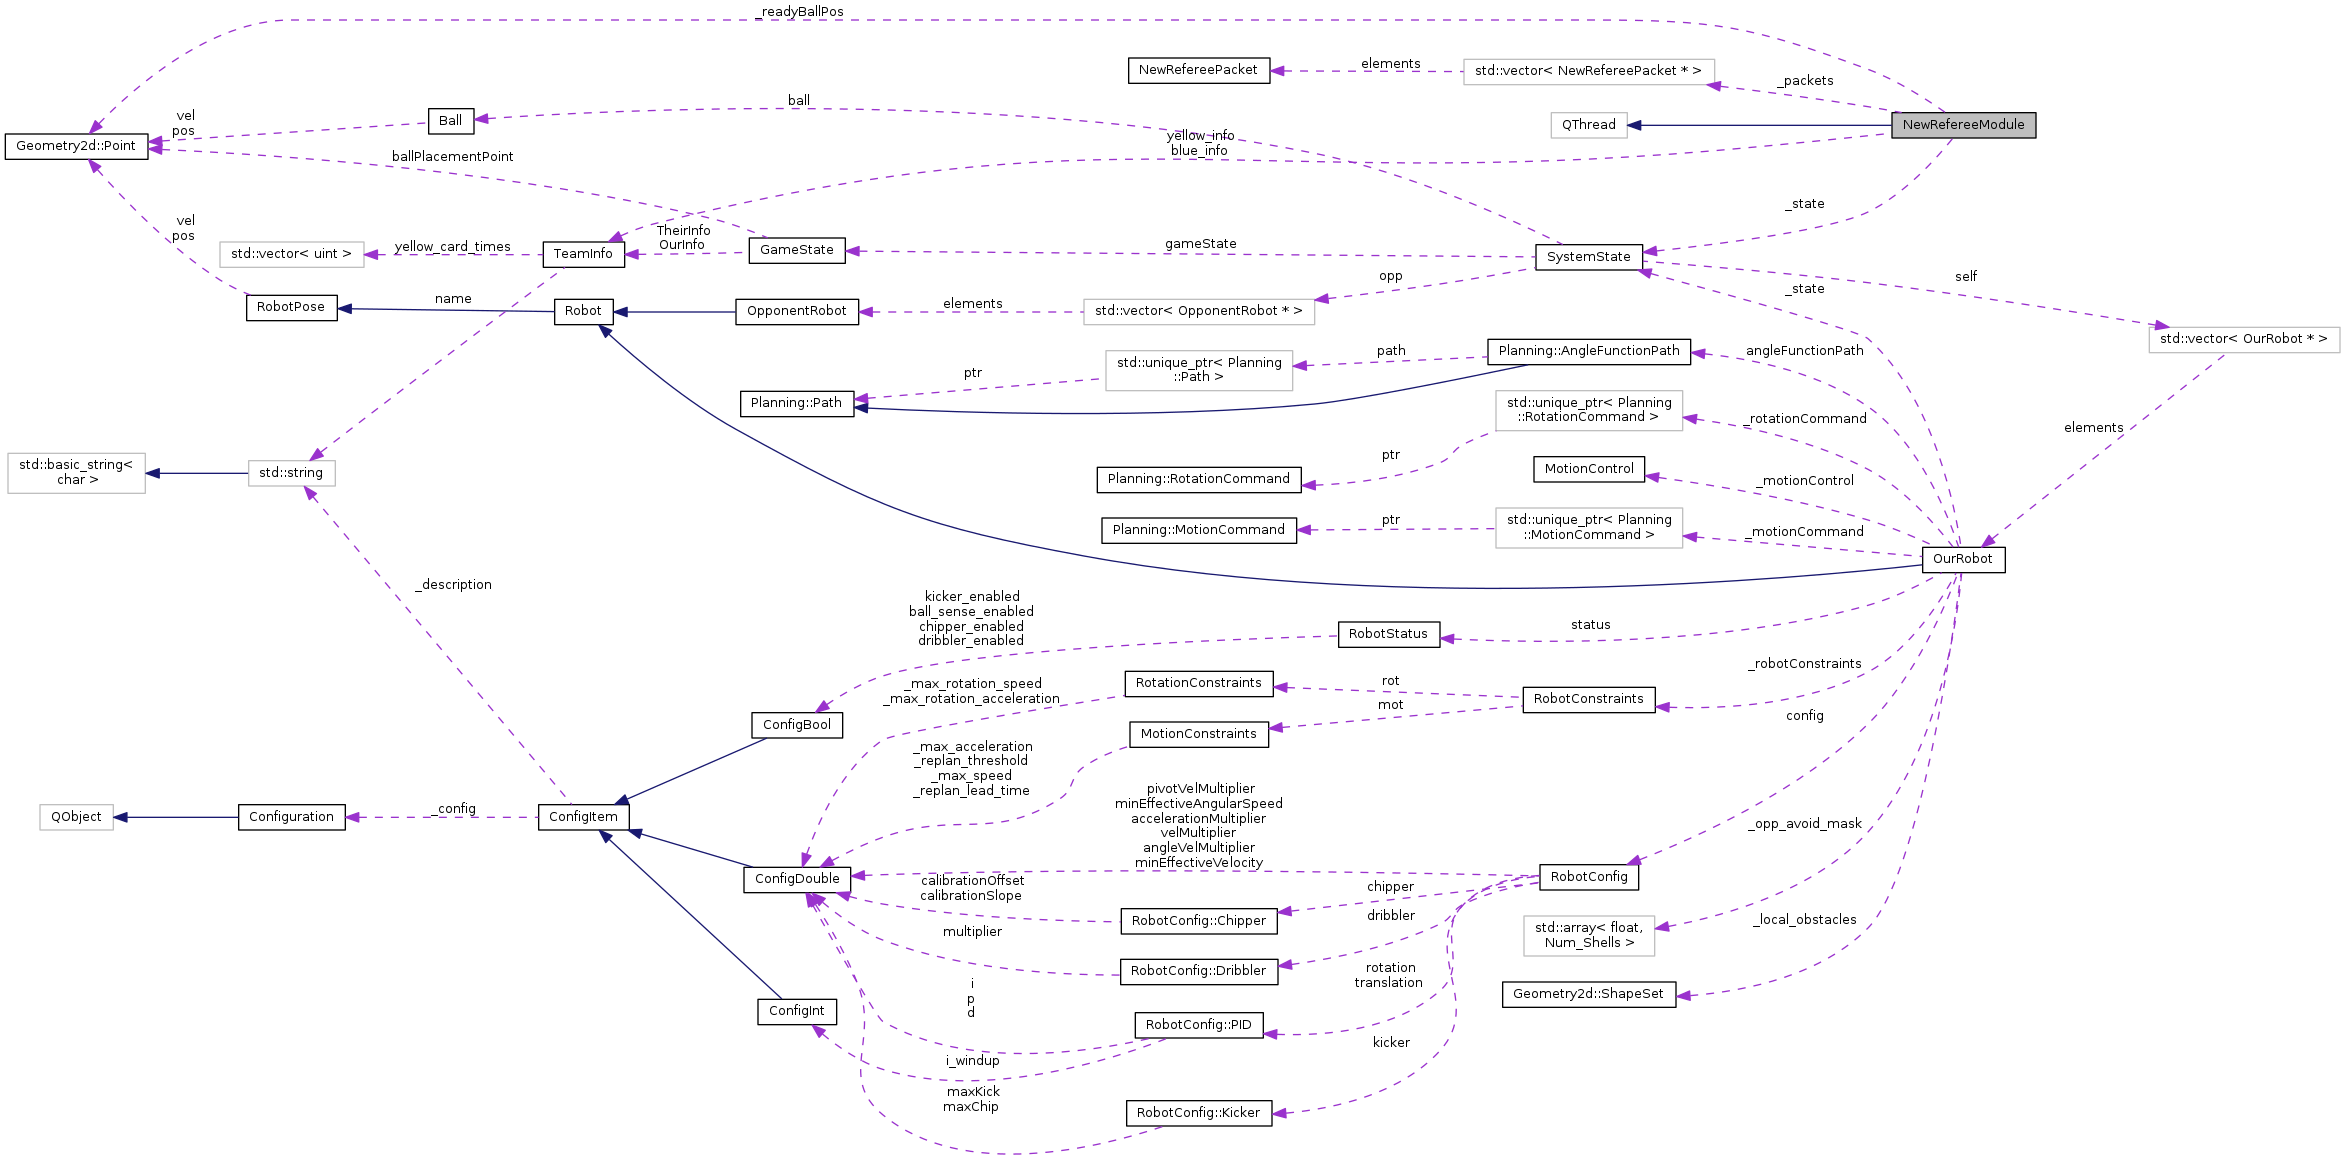 _readyBallPos
NewRefereePacket
elements
std::vector< NewRefereePacket * >
_packets
ball
vel
pos
Ball
QThread
NewRefereeModule
Geometry2d::Point
yellow_info
blue_info
ballPlacementPoint
_state
vel
pos
std::vector< uint >
yellow_card_times
TeamInfo
TheirInfo
OurInfo
GameState
gameState
SystemState
opp
self
_state
RobotPose
name
Robot
OpponentRobot
elements
std::vector< OpponentRobot * >
std::vector< OurRobot * >
ptr
std::unique_ptr< Planning
::Path >
path
Planning::AngleFunctionPath
angleFunctionPath
Planning::Path
std::unique_ptr< Planning
::RotationCommand >
_rotationCommand
elements
std::basic_string<
char >
std::string
ptr
Planning::RotationCommand
MotionControl
_motionControl
Planning::MotionCommand
ptr
std::unique_ptr< Planning
::MotionCommand >
_motionCommand
OurRobot
_description
kicker_enabled
ball_sense_enabled
chipper_enabled
dribbler_enabled
RobotStatus
status
_max_rotation_speed
_max_rotation_acceleration
RotationConstraints
rot
mot
RobotConstraints
_robotConstraints
ConfigBool
MotionConstraints
config
_max_acceleration
_replan_threshold
_max_speed
_replan_lead_time
pivotVelMultiplier
minEffectiveAngularSpeed
accelerationMultiplier
velMultiplier
angleVelMultiplier
minEffectiveVelocity
QObject
Configuration
_config
ConfigItem
_opp_avoid_mask
ConfigDouble
calibrationOffset
calibrationSlope
RobotConfig
chipper
RobotConfig::Chipper
dribbler
std::array< float,
Num_Shells >
_local_obstacles
multiplier
RobotConfig::Dribbler
rotation
translation
Geometry2d::ShapeSet
i
p
d
ConfigInt
RobotConfig::PID
kicker
i_windup
maxKick
maxChip
RobotConfig::Kicker